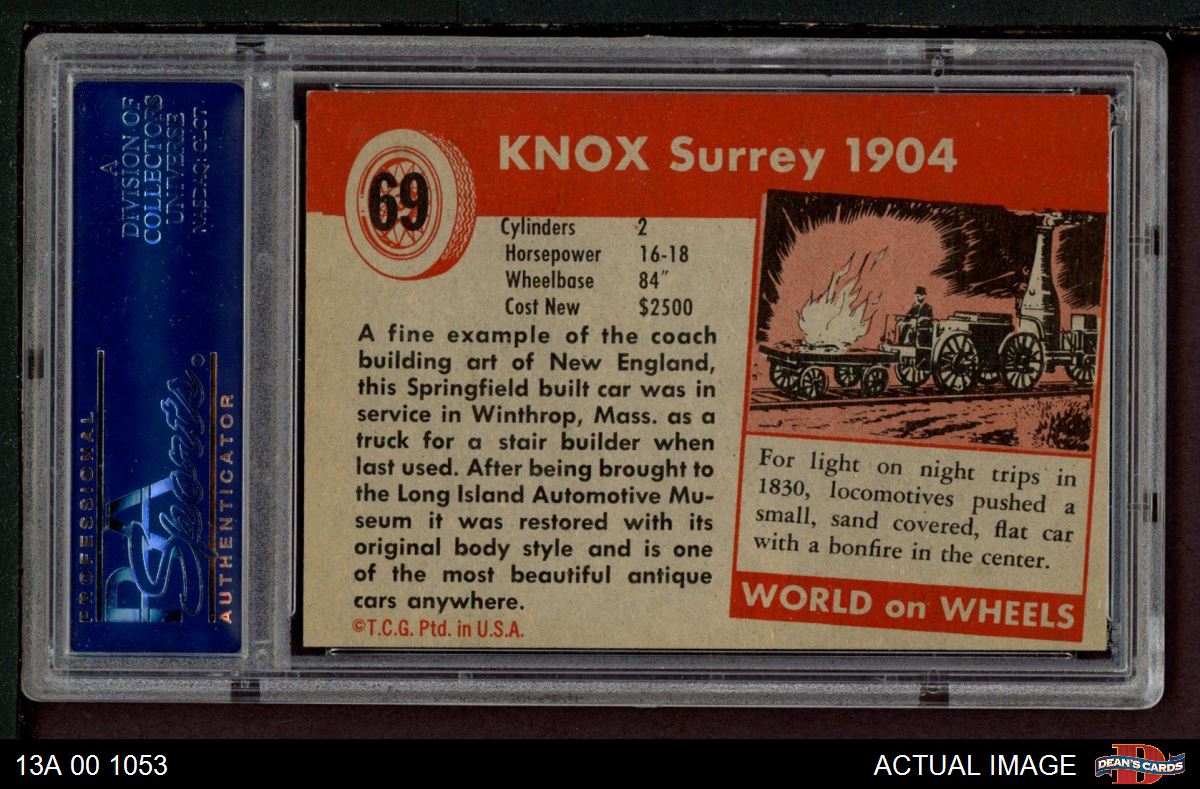 A
DIVISION OF
COLLECTORS
UNIVERSE
NASDAQ: CLCT
PROFESSIONAL
PSA
Sports
AUTHENTICATOR
69
KNOX Surrey 1904
Cylinders 2
Horsepower 16-18
Wheelbase 84"
Cost New $2500
A fine example of the coach
building art of New England,
this Springfield built car was in
service in Winthrop, Mass. as a
truck for a stair builder when
last used. After being brought to
the Long Island Automotive Mu-
seum it was restored with its
original body style and is one
of the most beautiful antique
cars anywhere.
©T.C.G. Ptd. in U.S.A.
For light on night trips in
1830, locomotives pushed a
small, sand covered, flat car
with a bonfire in the center.
WORLD on WHEELS
13A 00 1053
ACTUAL IMAGE
D
DEAN'S CARDS